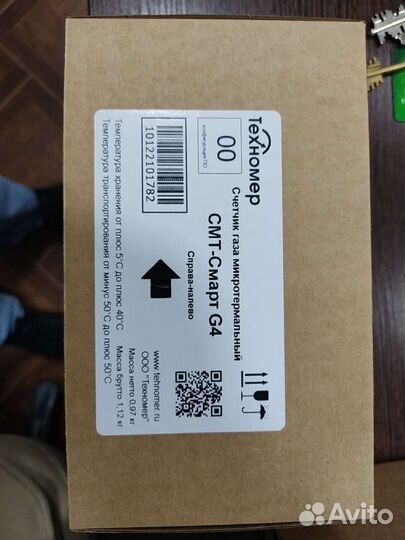 Техномер
Счетчик газа микротермальный
СМТ-Смарт G4
00
конфигурация ПО
Справа-налево
10122101782
www.tehnomer.ru
ООО "Техномер"
Масса нетто 0,97 кг
Масса брутто 1,12 кг
Температура хранения от плюс 5°C до плюс 40°C
Температура транспортирования от минус 50°C до плюс 50°C
Avito